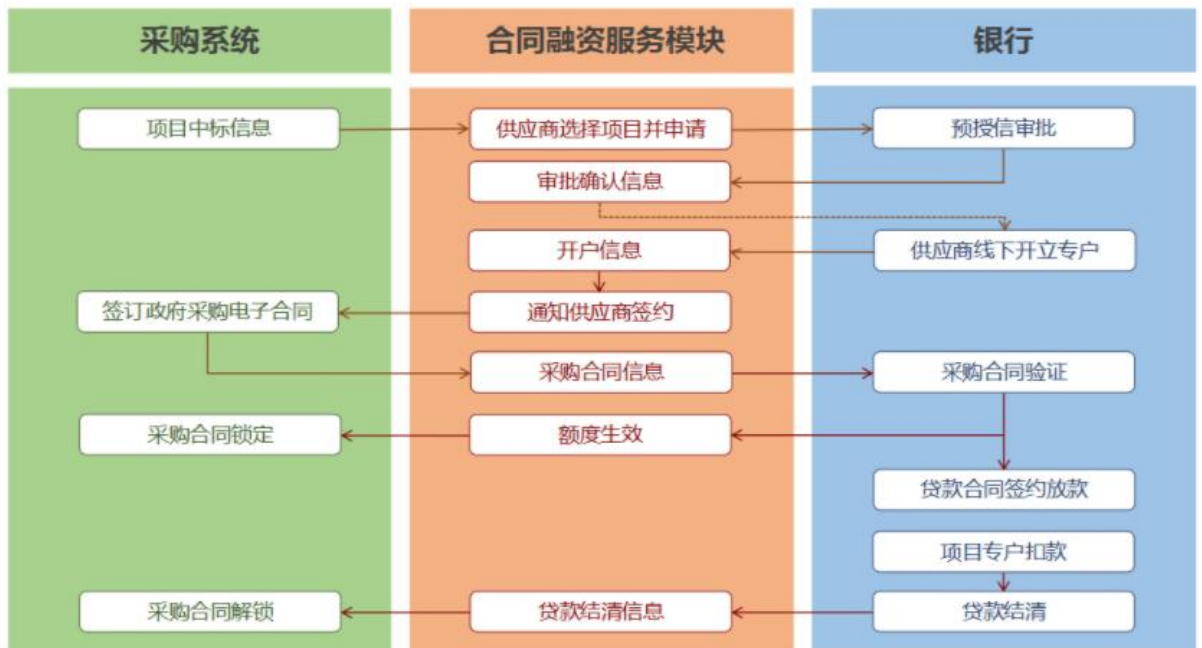 采购系统
合同融资服务模块
银行
项目中标信息
供应商选择项目并申请
预授信审批
审批确认信息
开户信息
供应商线下开立专户
签订政府采购电子合同
通知供应商签约
采购合同信息
采购合同验证
采购合同锁定
额度生效
贷款合同签约放款
项目专户扣款
采购合同解锁
贷款结清信息
贷款结清